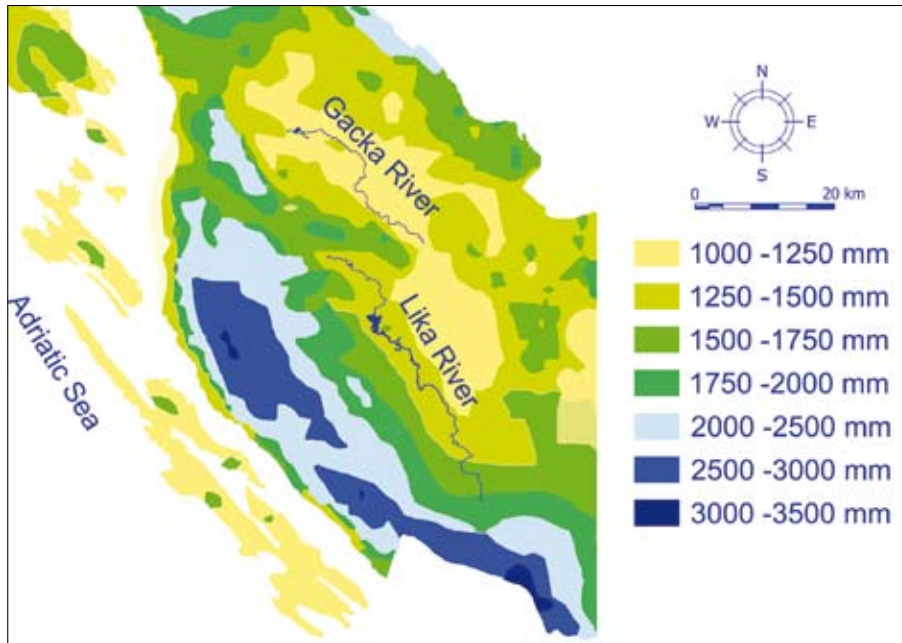 Gacka River
Lika River
Adriatic Sea
N
W
E
S
0
20 km
1000 -1250 mm
1250 -1500 mm
1500 -1750 mm
1750 -2000 mm
2000 -2500 mm
2500 -3000 mm
3000 -3500 mm